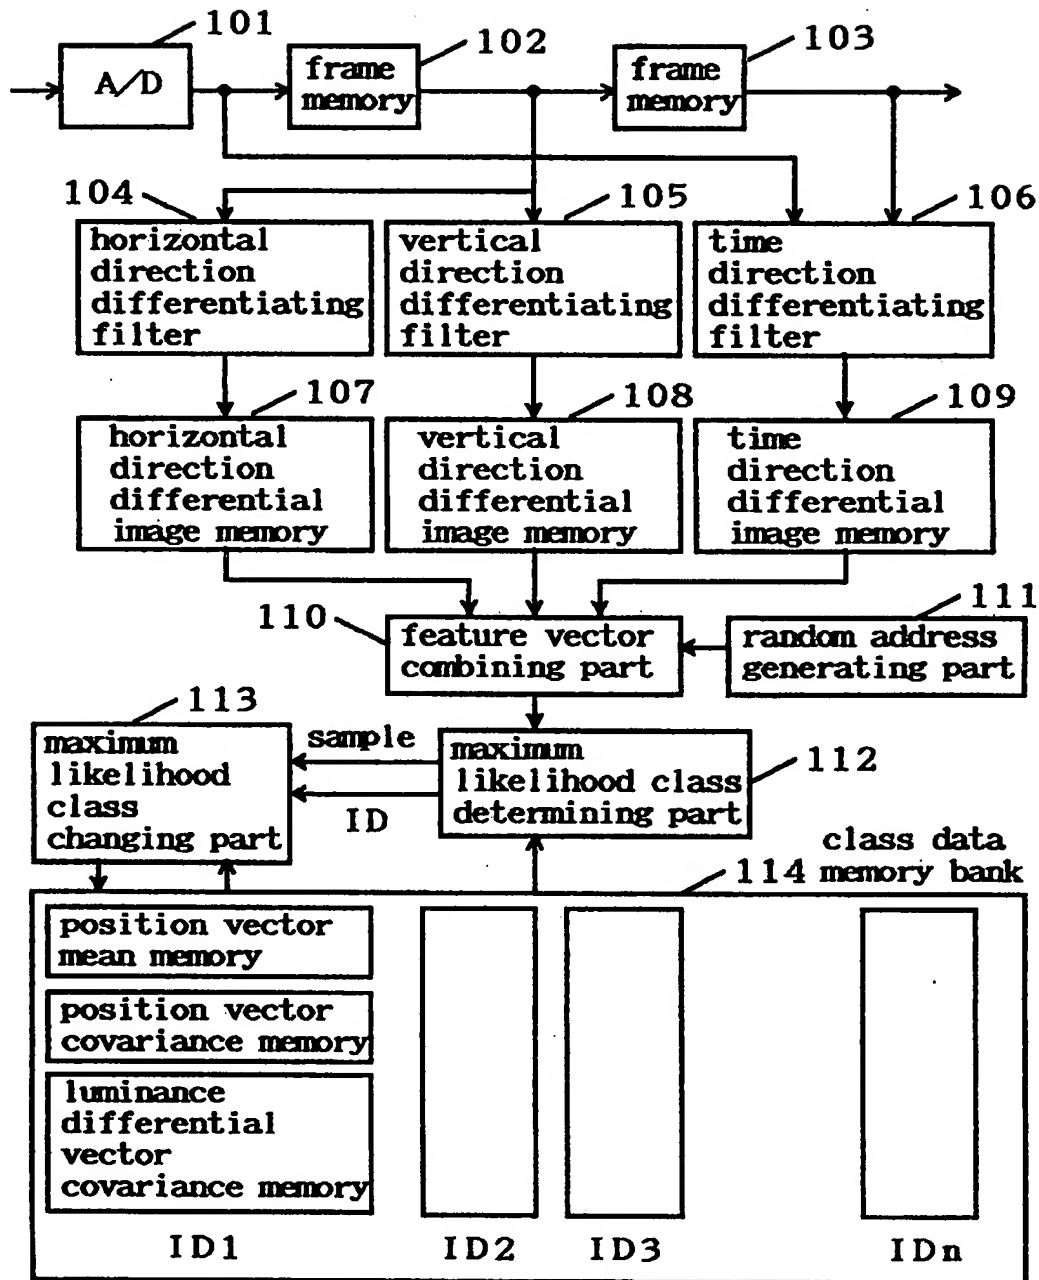 101
102
103
A/D
frame
memory
frame
memory
104
105
106
horizontal
direction
differentiating
filter
vertical
direction
differentiating
filter
time
direction
differentiating
filter
107
108
109
horizontal
direction
differential
image memory
vertical
direction
differential
image memory
time
direction
differential
image memory
110
111
feature vector
combining part
random address
generating part
113
maximum
likelihood
class
changing part
sample
ID
maximum
likelihood class
determining part
112
class data
memory bank
114
position vector
mean memory
position vector
covariance memory
luminance
differential
vector
covariance memory
ID1
ID2
ID3
IDn